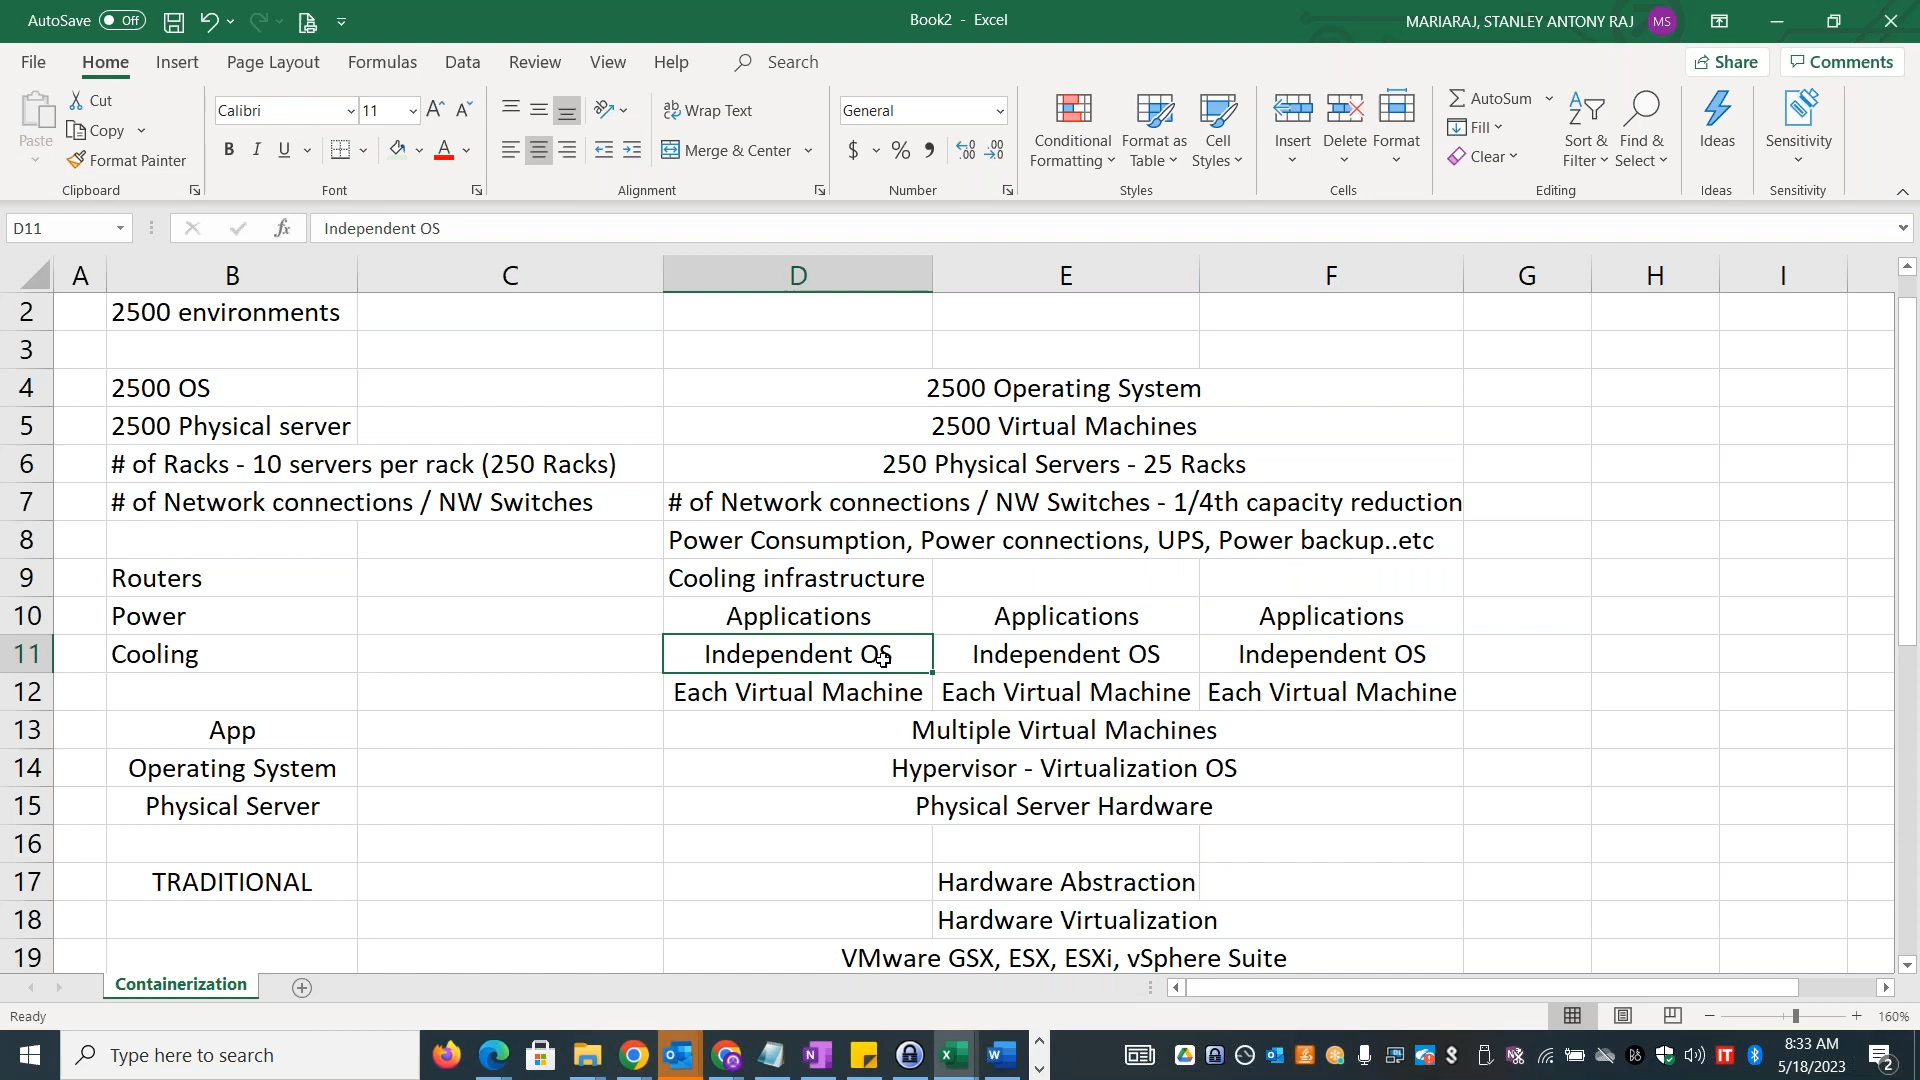 AutoSave Off
Book2 - Excel
MARIARAJ, STANLEY ANTONY RAJ MS
File Home Insert Page Layout Formulas Data Review View Help Search
Share Comments
Paste
Cut
Copy
Format Painter
Clipboard
Calibri 11
B I U
Font
Wrap Text
Merge & Center
Alignment
General
$ % 9
Number
Conditional Formatting
Format as Table
Cell Styles
Styles
Insert Delete Format
Cells
AutoSum
Fill
Clear
Sort & Filter
Find & Select
Editing
Ideas
Ideas
Sensitivity
Sensitivity
D11 fx Independent OS
A B C D E F G H I
2 2500 environments
3
4 2500 OS 2500 Operating System
5 2500 Physical server 2500 Virtual Machines
6 # of Racks - 10 servers per rack (250 Racks) 250 Physical Servers - 25 Racks
7 # of Network connections / NW Switches # of Network connections / NW Switches - 1/4th capacity reduction
8 Power Consumption, Power connections, UPS, Power backup..etc
9 Routers Cooling infrastructure
10 Power Applications Applications Applications
11 Cooling Independent OS Independent OS Independent OS
12 Each Virtual Machine Each Virtual Machine Each Virtual Machine
13 App Multiple Virtual Machines
14 Operating System Hypervisor - Virtualization OS
15 Physical Server Physical Server Hardware
16
17 TRADITIONAL Hardware Abstraction
18 Hardware Virtualization
19 VMware GSX, ESX, ESXi, vSphere Suite
Containerization
Ready
160%
Type here to search
8:33 AM
5/18/2023
2